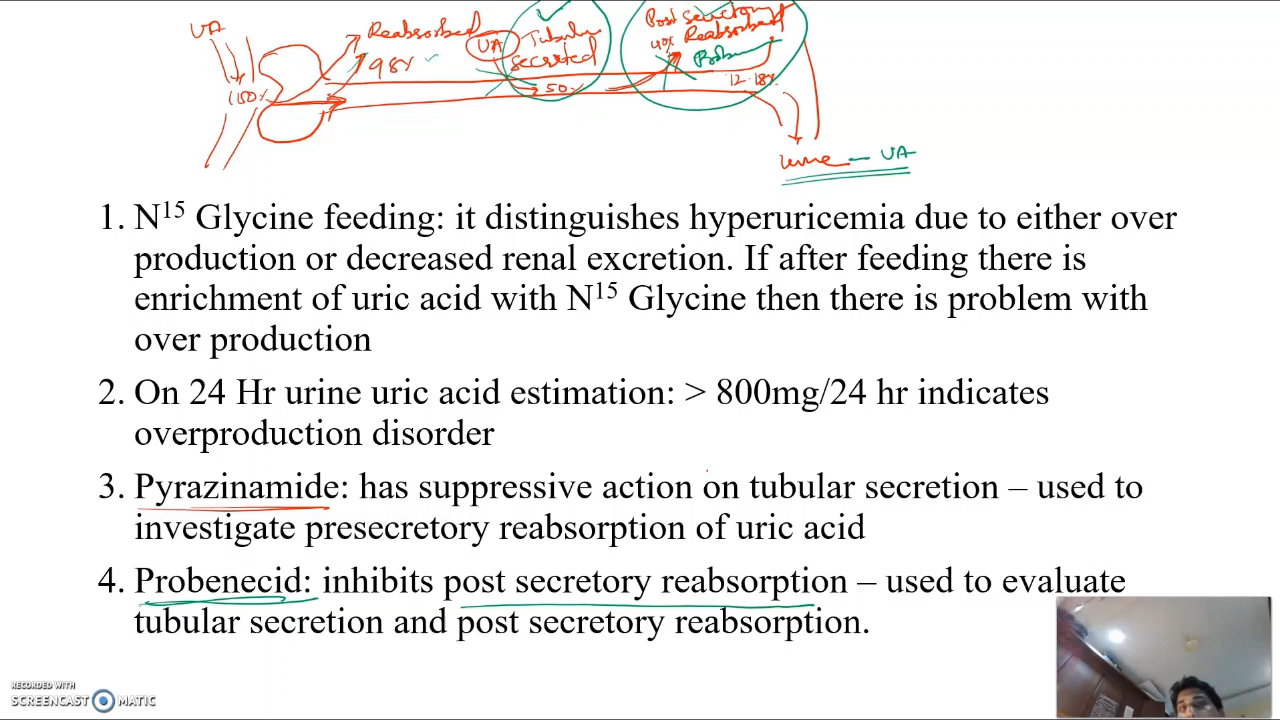 UA
Reabsorbed
98%
UA
Tubular
secreted
50%
Post secretory
Reabsorbed
40%
12-18%
Urine – UA
1. N¹⁵ Glycine feeding: it distinguishes hyperuricemia due to either over
production or decreased renal excretion. If after feeding there is
enrichment of uric acid with N¹⁵ Glycine then there is problem with
over production
2. On 24 Hr urine uric acid estimation: > 800mg/24 hr indicates
overproduction disorder
3. Pyrazinamide: has suppressive action on tubular secretion – used to
investigate presecretory reabsorption of uric acid
4. Probenecid: inhibits post secretory reabsorption – used to evaluate
tubular secretion and post secretory reabsorption.
RECORDED WITH
SCREENCAST MATIC